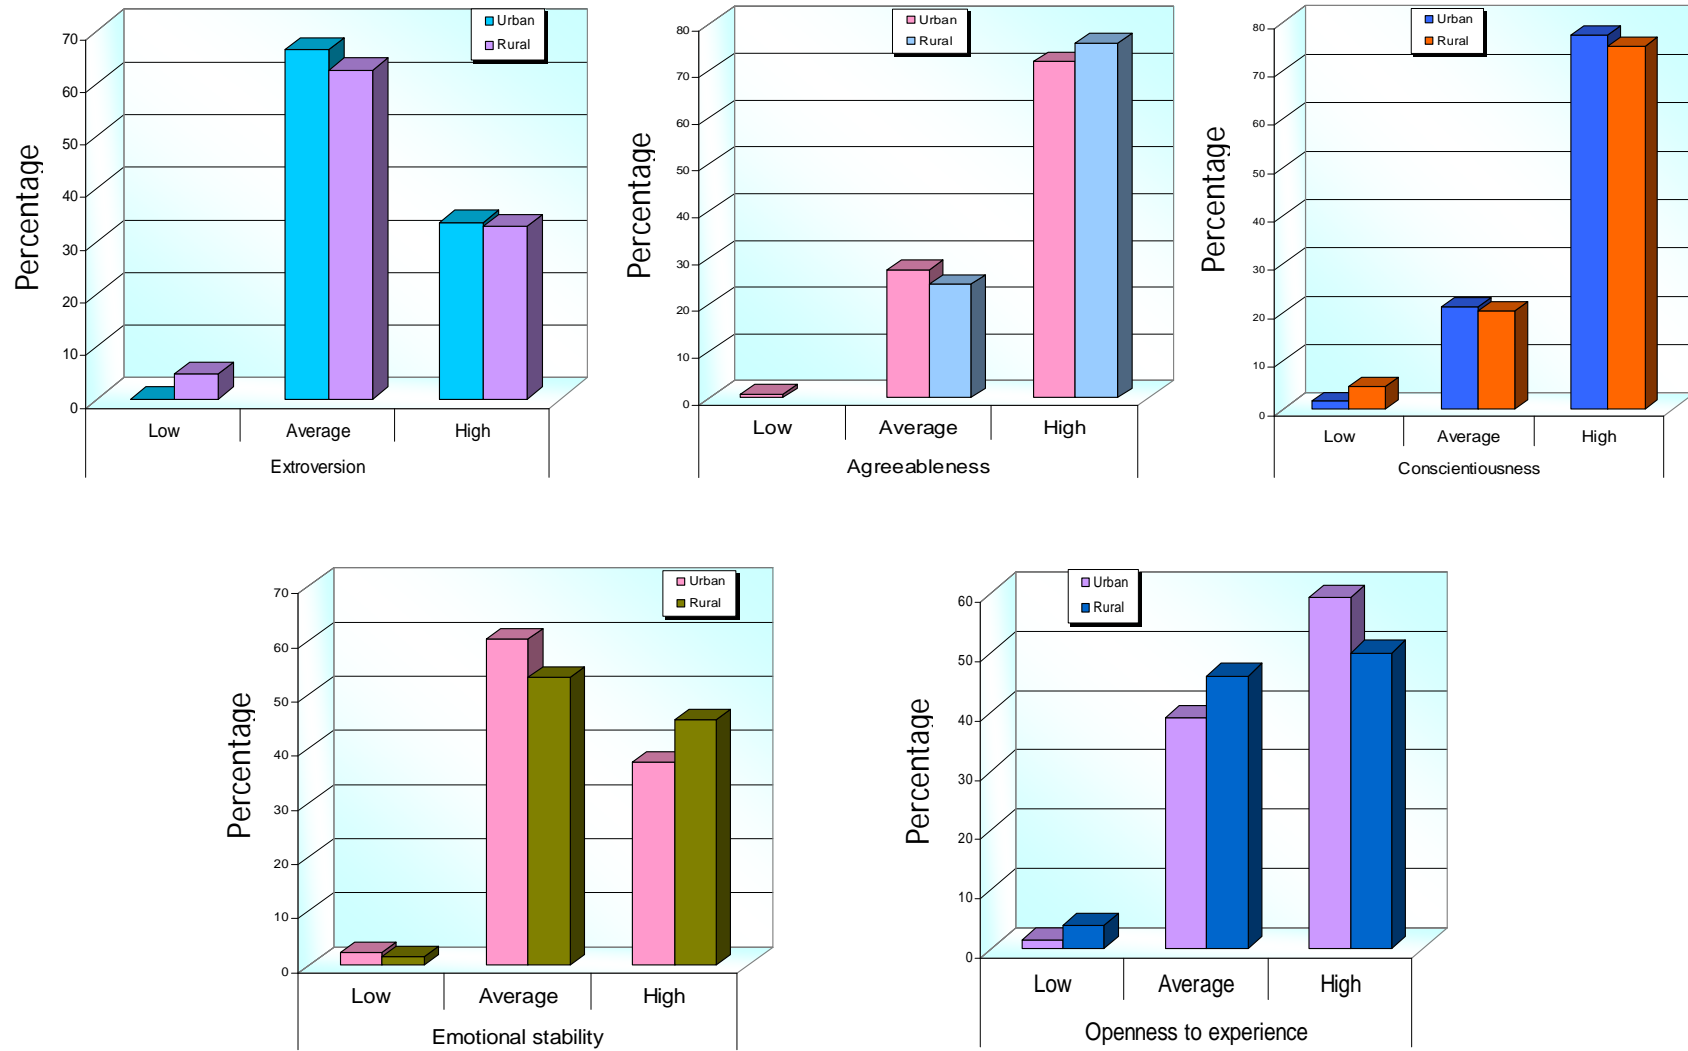 Urban
Rural
Percentage
70
60
50
40
30
20
10
0
Low
Average
High
Extroversion
Urban
Rural
Percentage
80
70
60
50
40
30
20
10
0
Low
Average
High
Agreeableness
Urban
Rural
Percentage
80
70
60
50
40
30
20
10
0
Low
Average
High
Conscientiousness
Urban
Rural
Percentage
70
60
50
40
30
20
10
0
Low
Average
High
Emotional stability
Urban
Rural
Percentage
60
50
40
30
20
10
0
Low
Average
High
Openness to experience